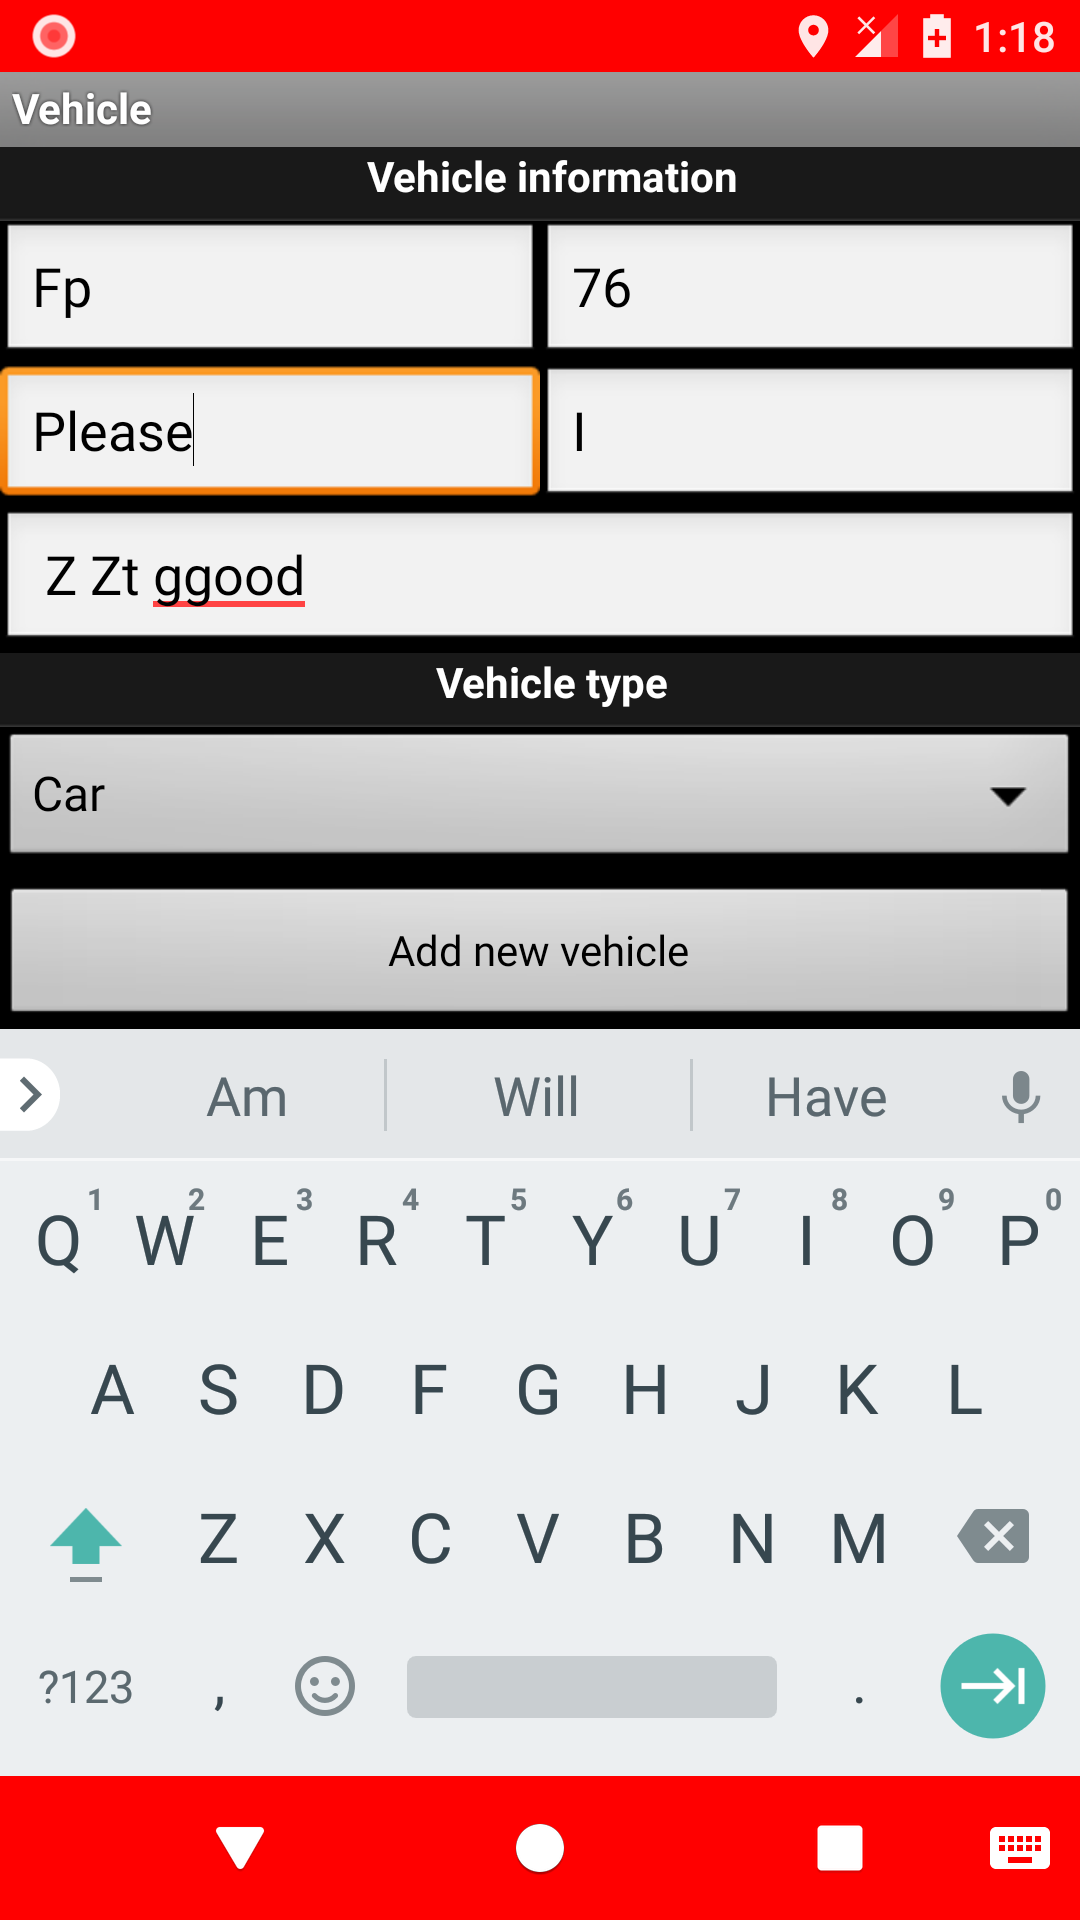 1:18
Vehicle
Vehicle information
Fp 76
Please I
Z Zt ggood
Vehicle type
Car
Add new vehicle
Am Will Have
1 2 3 4 5 6 7 8 9 0
Q W E R T Y U I O P
A S D F G H J K L
Z X C V B N M
?123 , .